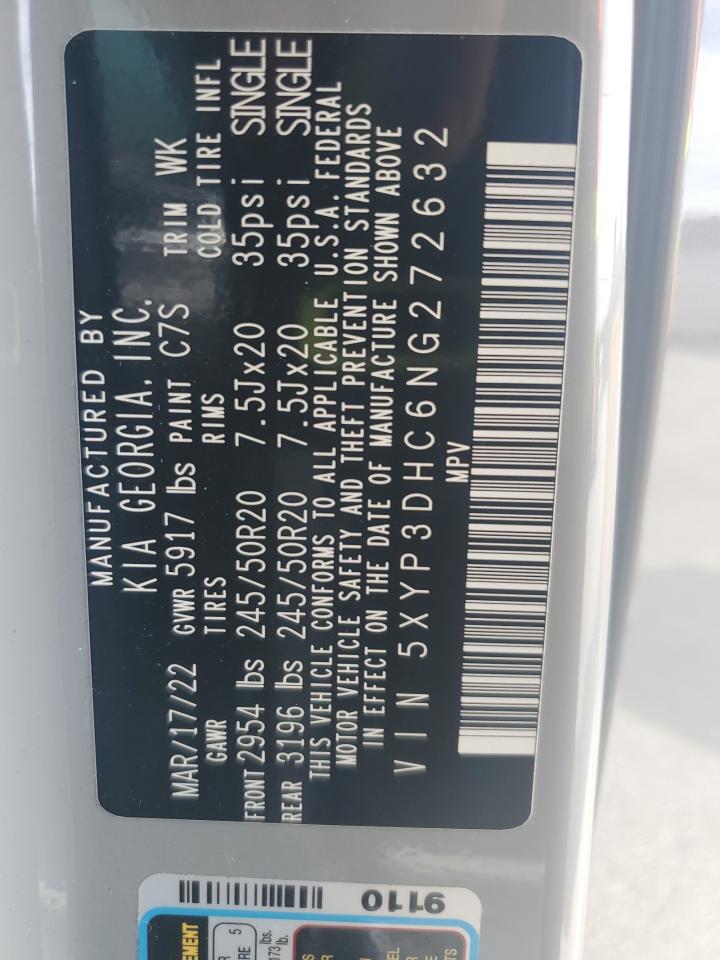 MANUFACTURED BY
KIA GEORGIA, INC.
MAR/17/22 GVWR 5917 lbs PAINT C7S TRIM WK
GAWR TIRES RIMS COLD TIRE INFL
FRONT 2954 lbs 245/50R20 7.5Jx20 35psi SINGLE
REAR 3196 lbs 245/50R20 7.5Jx20 35psi SINGLE
THIS VEHICLE CONFORMS TO ALL APPLICABLE U.S.A. FEDERAL
MOTOR VEHICLE SAFETY AND THEFT PREVENTION STANDARDS
IN EFFECT ON THE DATE OF MANUFACTURE SHOWN ABOVE
VIN 5XYP3DHC6NG272632
MPV
9110
5